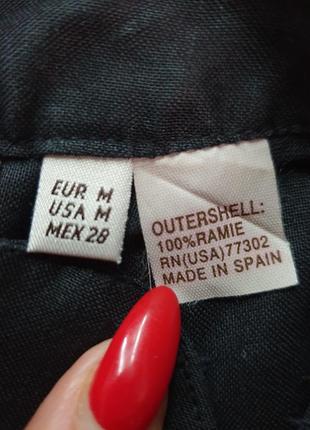 EUR M
USA M
MEX 28
OUTERSHELL:
100%RAMIE
RN(USA)77302
MADE IN SPAIN